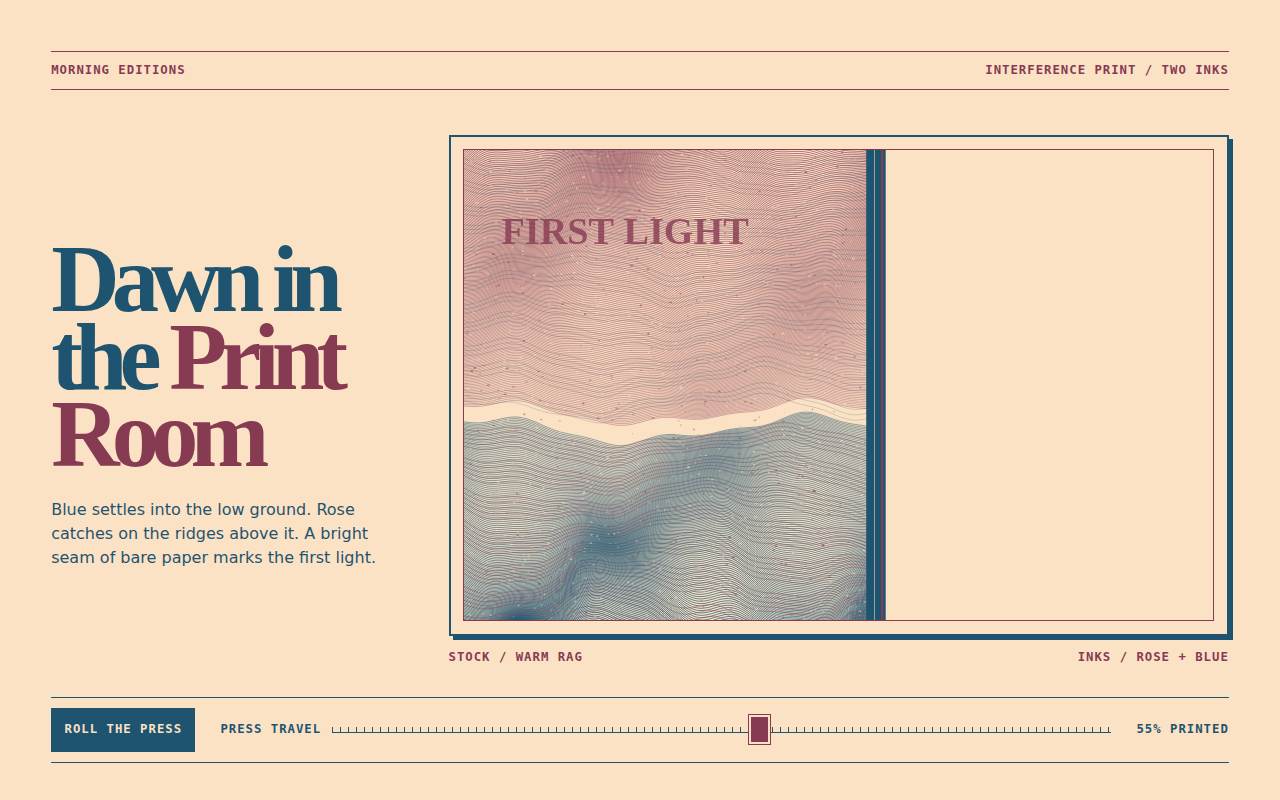 MORNING EDITIONS
INTERFERENCE PRINT / TWO INKS
Dawn in
the Print
Room
Blue settles into the low ground. Rose
catches on the ridges above it. A bright
seam of bare paper marks the first light.
FIRST LIGHT
STOCK / WARM RAG
INKS / ROSE + BLUE
ROLL THE PRESS
PRESS TRAVEL
55% PRINTED